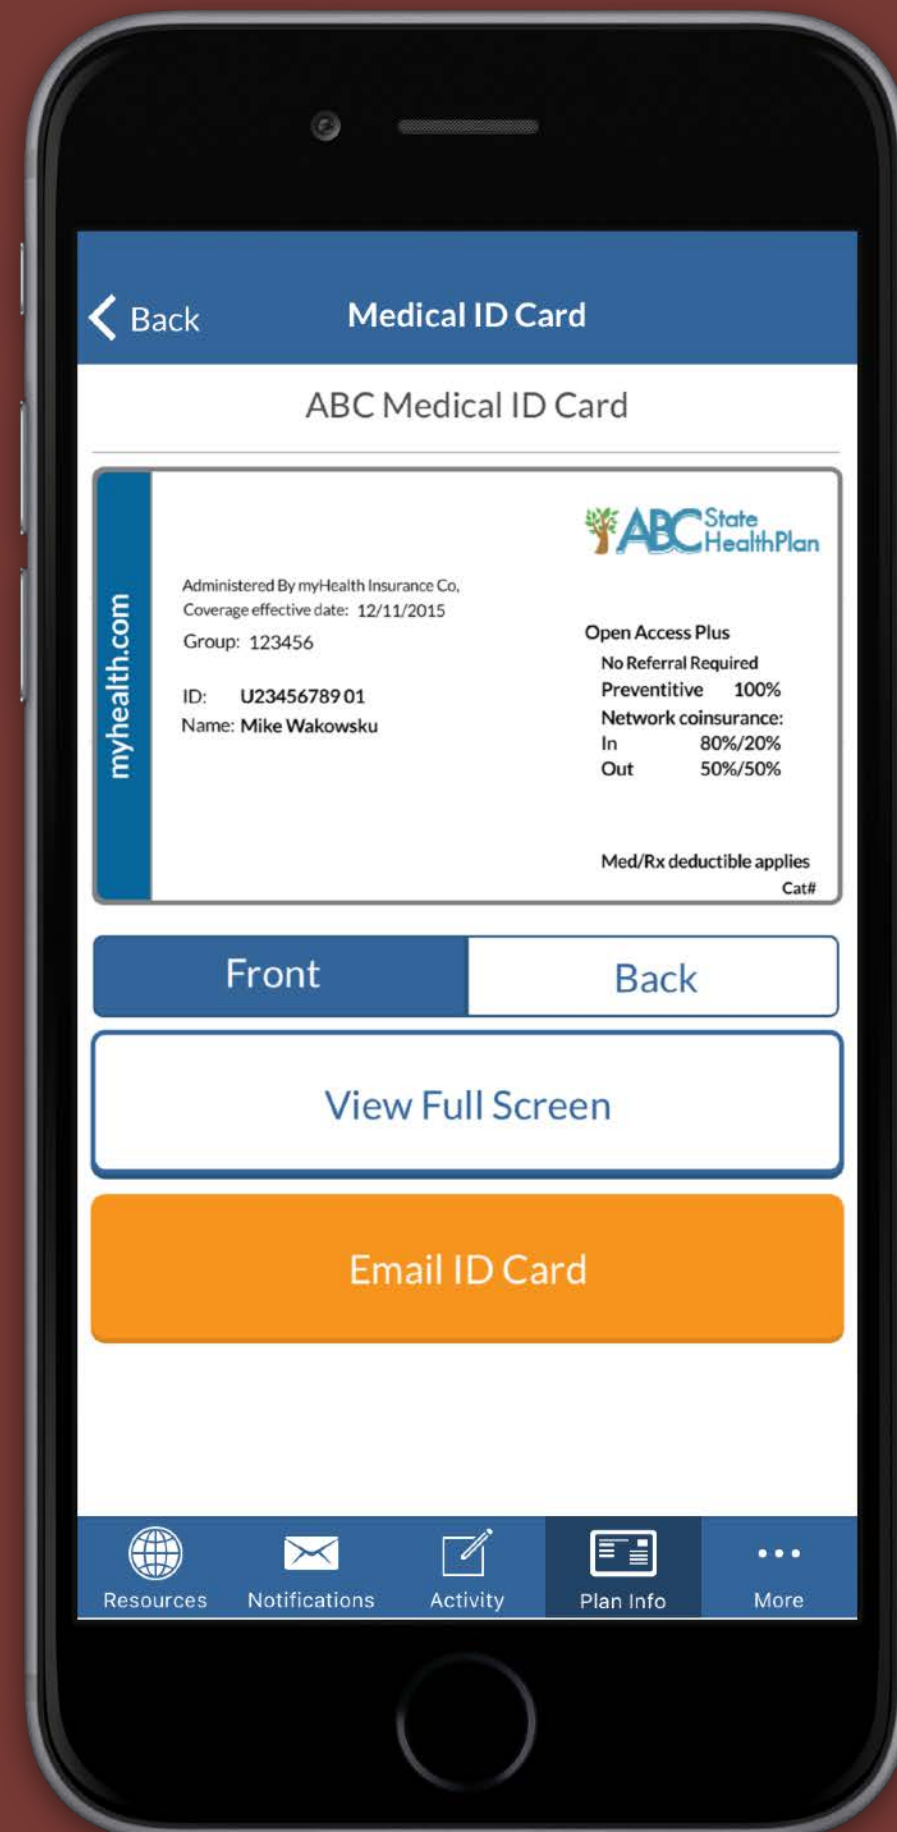 Back
Medical ID Card
ABC Medical ID Card
myhealth.com
ABC State
HealthPlan
Administered By myHealth Insurance Co,
Coverage effective date: 12/11/2015
Group: 123456
ID: U23456789 01
Name: Mike Wakowsku
Open Access Plus
No Referral Required
Preventitive 100%
Network coinsurance:
In 80%/20%
Out 50%/50%
Med/Rx deductible applies
Cat#
Front
Back
View Full Screen
Email ID Card
Resources
Notifications
Activity
Plan Info
More